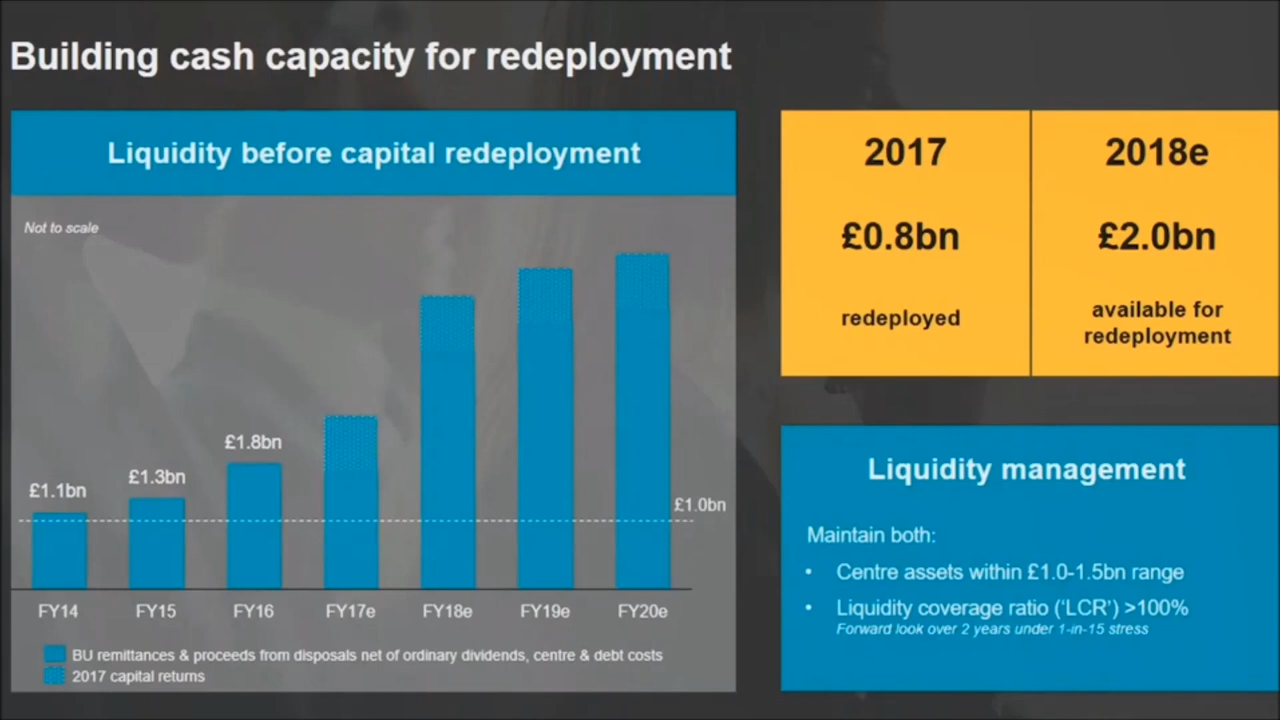 Building cash capacity for redeployment
Liquidity before capital redeployment
Not to scale
£1.1bn
£1.3bn
£1.8bn
£1.0bn
FY14 FY15 FY16 FY17e FY18e FY19e FY20e
BU remittances & proceeds from disposals net of ordinary dividends, centre & debt costs
2017 capital returns
2017
£0.8bn
redeployed
2018e
£2.0bn
available for
redeployment
Liquidity management
Maintain both:
• Centre assets within £1.0-1.5bn range
• Liquidity coverage ratio (‘LCR’) >100%
Forward look over 2 years under 1-in-15 stress